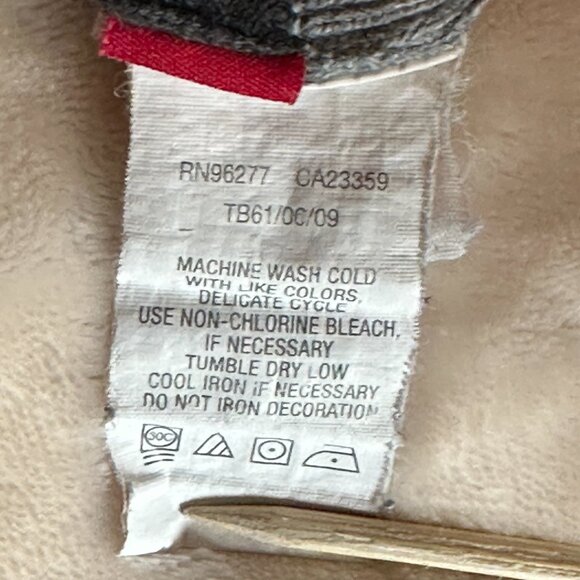 RN96277 CA23359
TB61/06/09
MACHINE WASH COLD
WITH LIKE COLORS,
DELICATE CYCLE
USE NON-CHLORINE BLEACH,
IF NECESSARY
TUMBLE DRY LOW
COOL IRON IF NECESSARY
DO NOT IRON DECORATION
30C